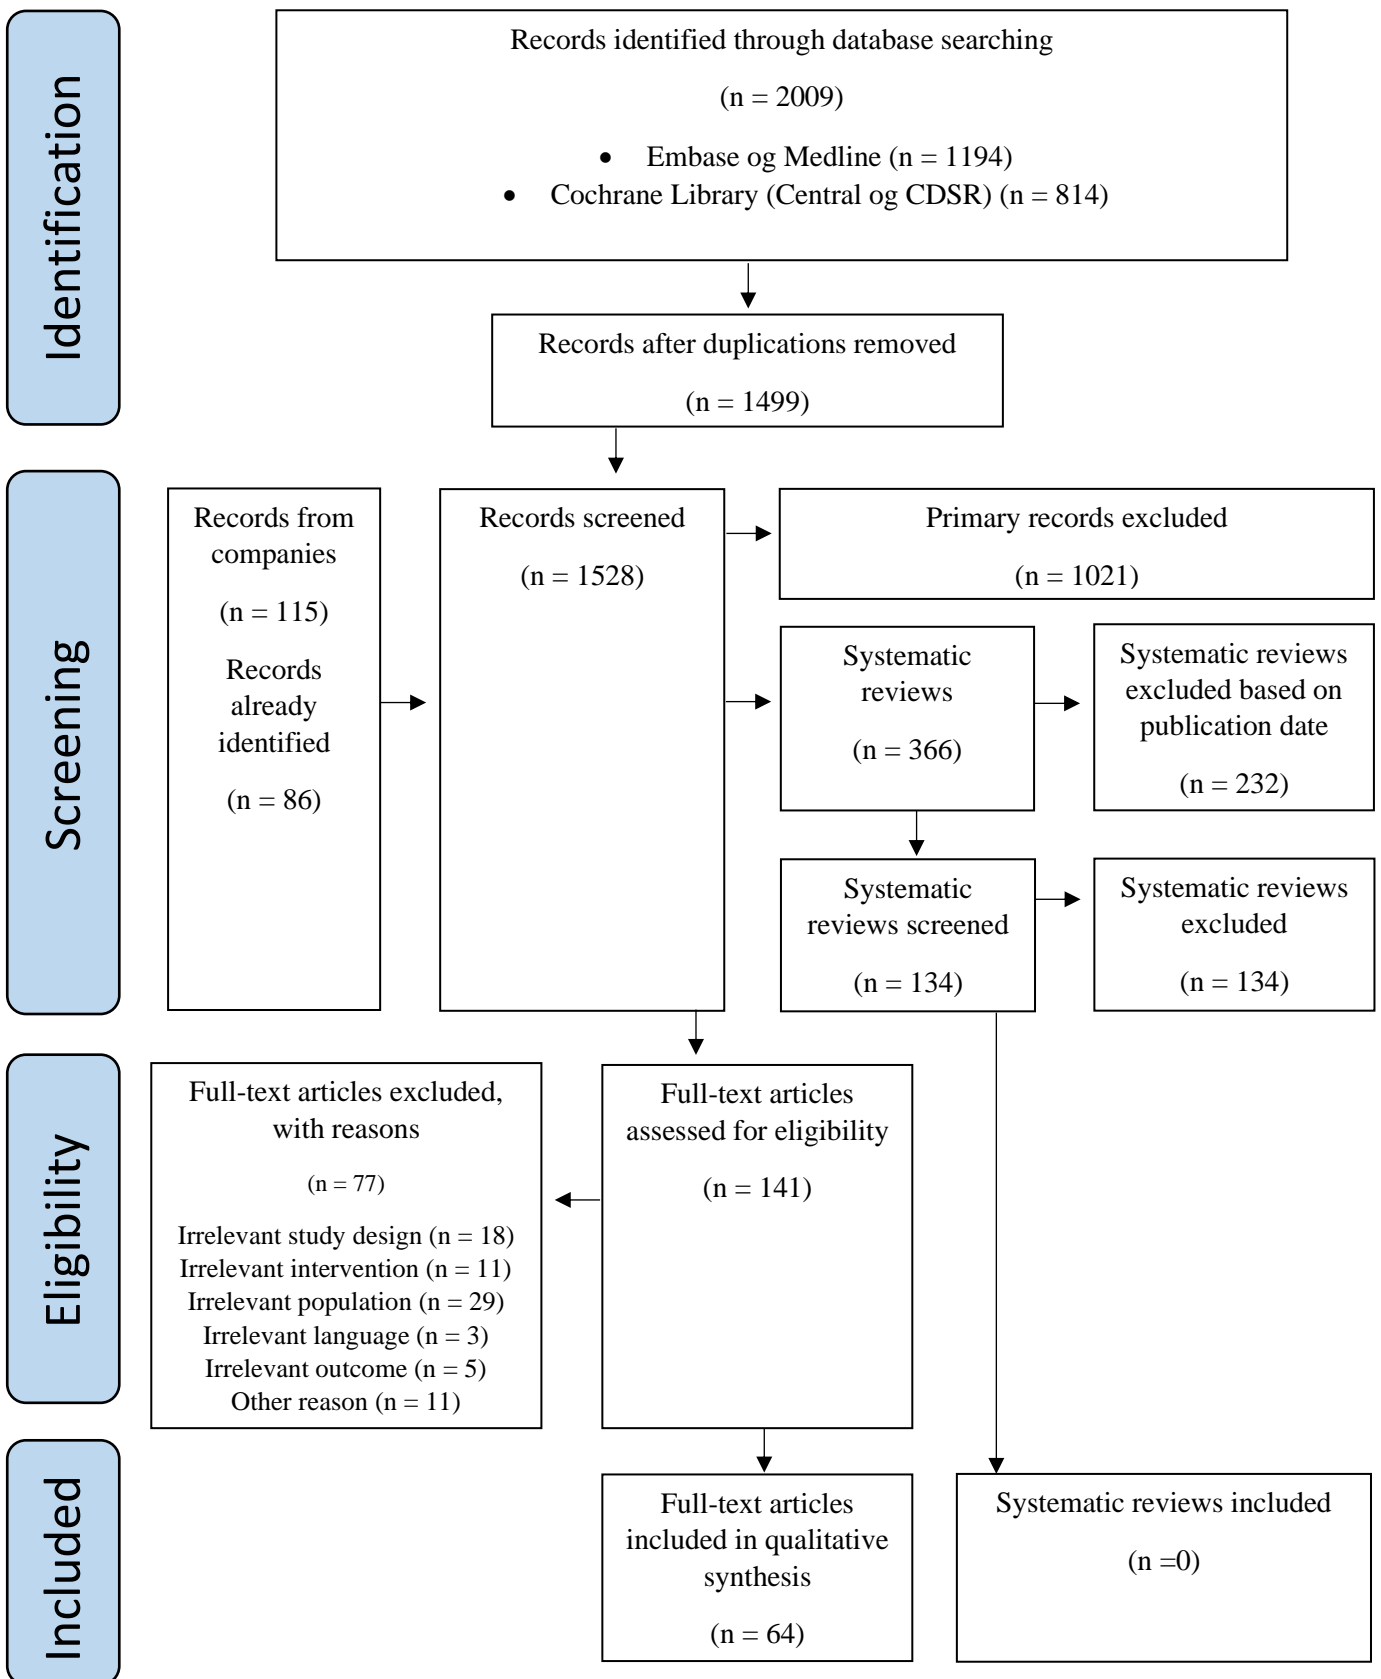 Identification
Records identified through database searching
(n = 2009)
• Embase og Medline (n = 1194)
• Cochrane Library (Central og CDSR) (n = 814)
Records after duplications removed
(n = 1499)
Screening
Records from
companies
(n = 115)
Records
already
identified
(n = 86)
Records screened
(n = 1528)
Primary records excluded
(n = 1021)
Systematic
reviews
(n = 366)
Systematic reviews
excluded based on
publication date
(n = 232)
Systematic
reviews screened
(n = 134)
Systematic reviews
excluded
(n = 134)
Eligibility
Full-text articles excluded,
with reasons
(n = 77)
Irrelevant study design (n = 18)
Irrelevant intervention (n = 11)
Irrelevant population (n = 29)
Irrelevant language (n = 3)
Irrelevant outcome (n = 5)
Other reason (n = 11)
Full-text articles
assessed for eligibility
(n = 141)
Included
Full-text articles
included in qualitative
synthesis
(n = 64)
Systematic reviews included
(n =0)